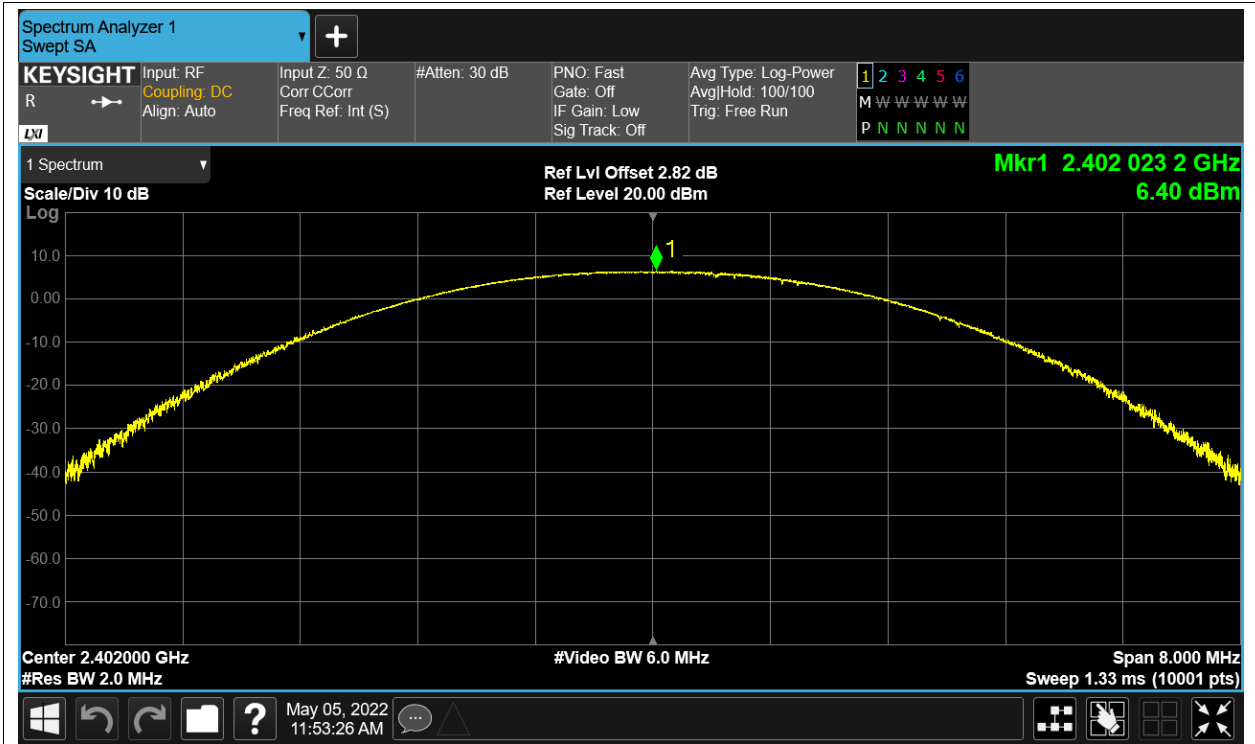 Spectrum Analyzer 1
Swept SA
KEYSIGHT
R
LXI
Input: RF
Coupling: DC
Align: Auto
Input Z: 50 Ω
Corr CCorr
Freq Ref: Int (S)
#Atten: 30 dB
PNO: Fast
Gate: Off
IF Gain: Low
Sig Track: Off
Avg Type: Log-Power
Avg|Hold: 100/100
Trig: Free Run
1 2 3 4 5 6
M W W W W W
P N N N N N
1 Spectrum
Scale/Div 10 dB
Log
Ref Lvl Offset 2.82 dB
Ref Level 20.00 dBm
Mkr1 2.402 023 2 GHz
6.40 dBm
1
10.0
0.00
-10.0
-20.0
-30.0
-40.0
-50.0
-60.0
-70.0
Center 2.402000 GHz
#Res BW 2.0 MHz
#Video BW 6.0 MHz
Span 8.000 MHz
Sweep 1.33 ms (10001 pts)
?
May 05, 2022
11:53:26 AM